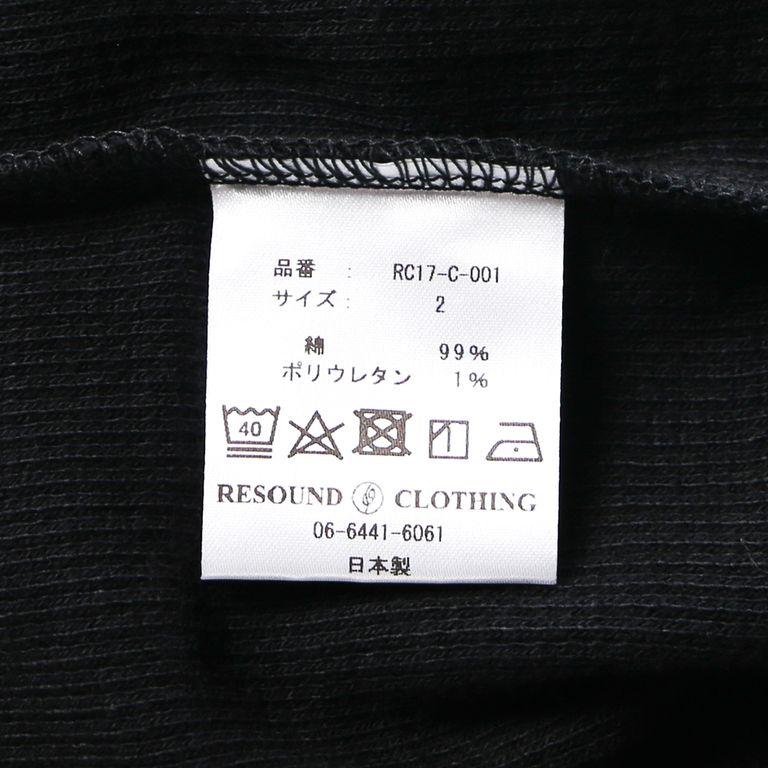 品番 : RC17-C-001
サイズ : 2
綿 99%
ポリウレタン 1%
40
RESOUND CLOTHING
06-6441-6061
日本製